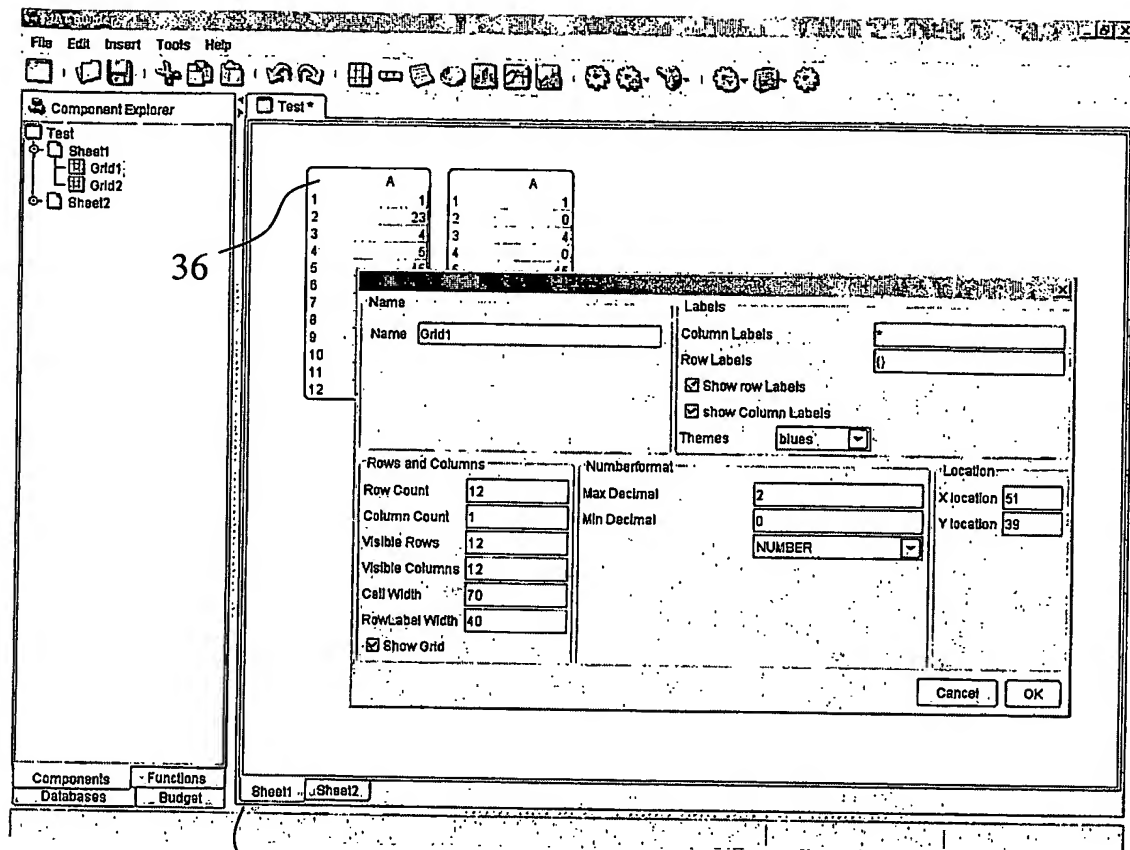 File Edit Insert Tools Help
Component Explorer
Test
Sheet1
Grid1
Grid2
Sheet2
Test*
A
1 1
2 23
3 4
4 5
5
6
7
8
9
10
11
12
A
1 1
2 0
3 4
4 0
36
Name
Name Grid1
Labels
Column Labels *
Row Labels {}
Show row Labels
show Column Labels
Themes blues
Rows and Columns
Row Count 12
Column Count 1
Visible Rows 12
Visible Columns 12
Cell Width 70
RowLabel Width 40
Show Grid
Numberformat
Max Decimal 2
Min Decimal 0
NUMBER
Location
X location 51
Y location 39
Cancel OK
Components Functions
Databases Budget
Sheet1 Sheet2